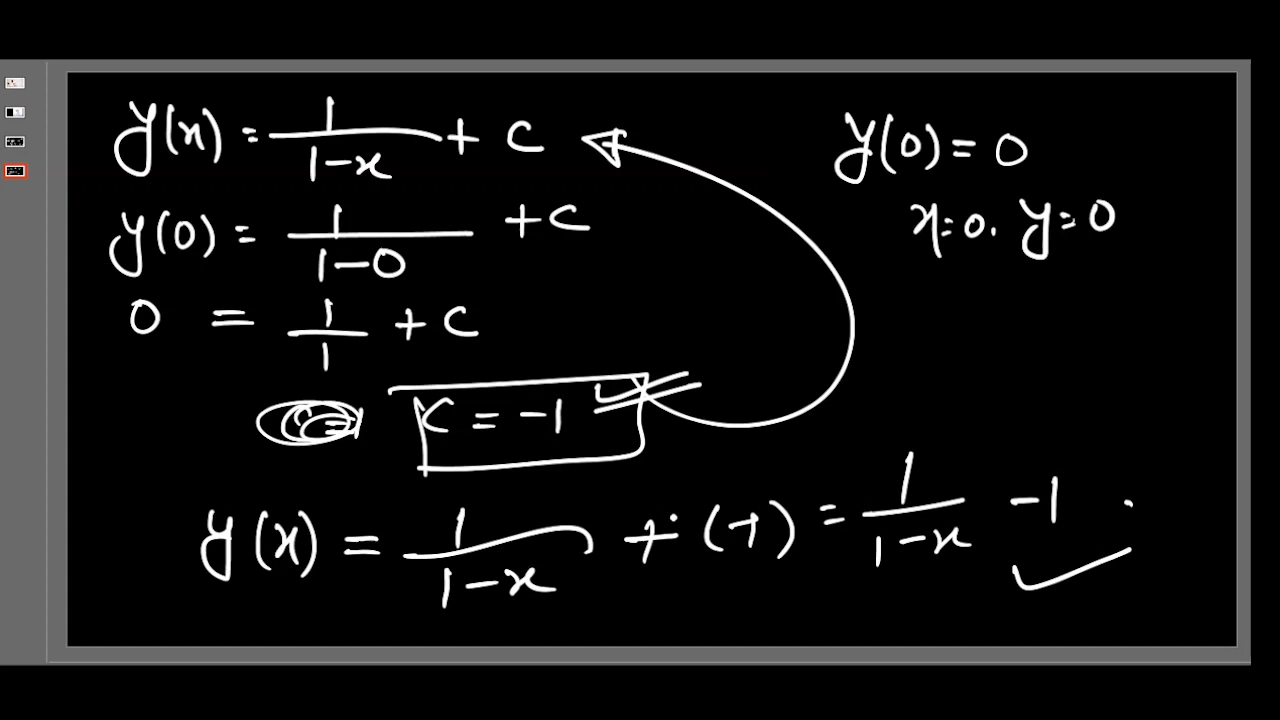 y(x) = 1/(1-x) + c
y(0) = 0
x=0. y=0
y(0) = 1/(1-0) + c
0 = 1/1 + c
c = -1
y(x) = 1/(1-x) + (-1) = 1/(1-x) -1